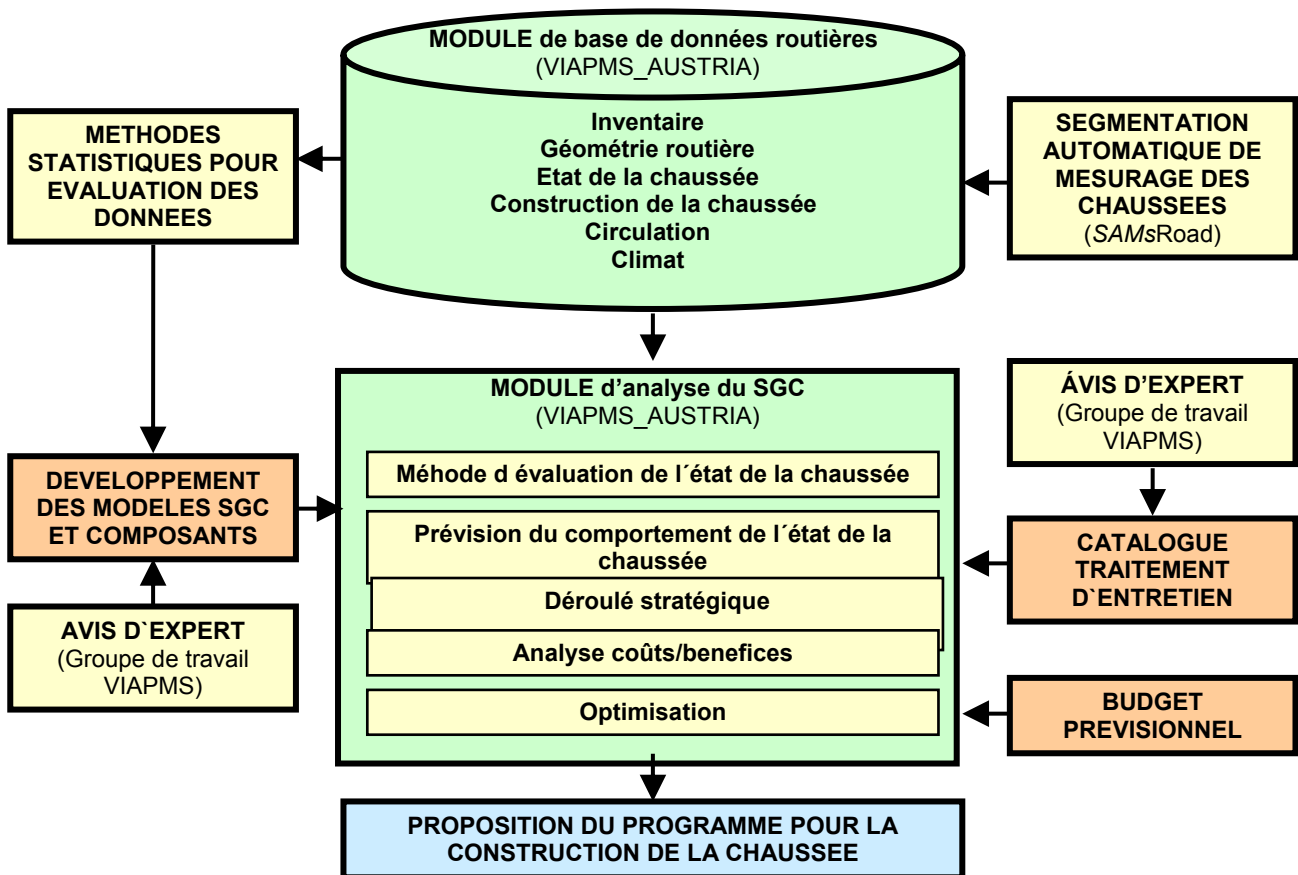 MODULE de base de données routières
(VIAPMS_AUSTRIA)
Inventaire
Géométrie routière
Etat de la chaussée
Construction de la chaussée
Circulation
Climat
METHODES
STATISTIQUES POUR
EVALUATION DES
DONNEES
SEGMENTATION
AUTOMATIQUE DE
MESURAGE DES
CHAUSSEES
(SAMsRoad)
MODULE d’analyse du SGC
(VIAPMS_AUSTRIA)
Méhode d évaluation de l´état de la chaussée
Prévision du comportement de l´état de la
chaussée
Déroulé stratégique
Analyse coûts/benefices
Optimisation
DEVELOPPEMENT
DES MODELES SGC
ET COMPOSANTS
AVIS D`EXPERT
(Groupe de travail
VIAPMS)
ÁVIS D’EXPERT
(Groupe de travail
VIAPMS)
CATALOGUE
TRAITEMENT
D`ENTRETIEN
BUDGET
PREVISIONNEL
PROPOSITION DU PROGRAMME POUR LA
CONSTRUCTION DE LA CHAUSSEE